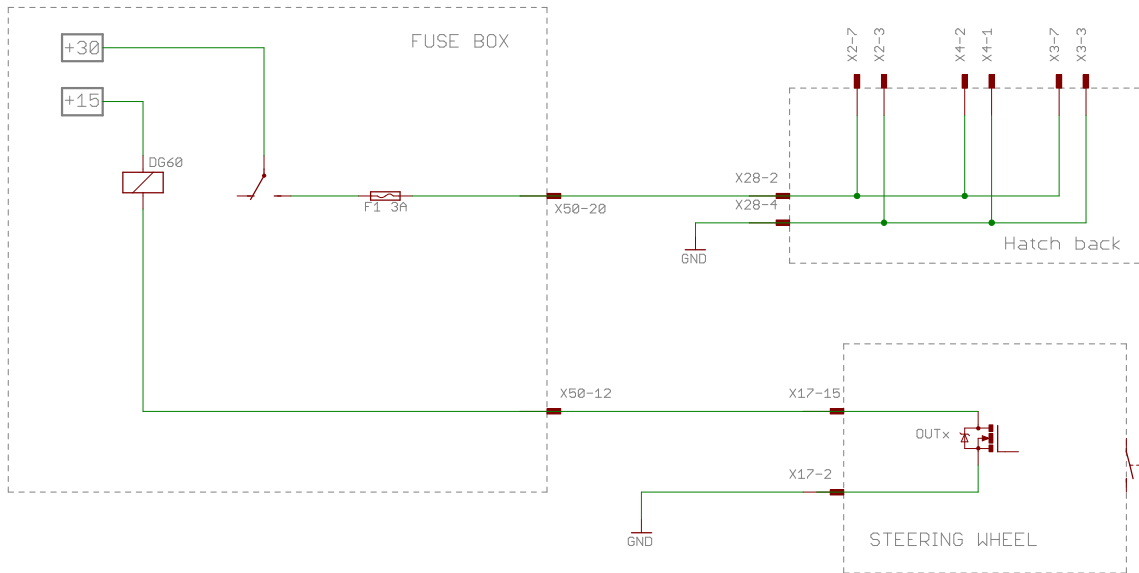 X2-7
X2-3
X4-2
X4-1
X3-7
X3-3
+30
FUSE BOX
+15
DG60
X28-2
F1 3A
X50-20
X28-4
GND
Hatch back
X50-12
X17-15
OUTx
X17-2
GND
STEERING WHEEL